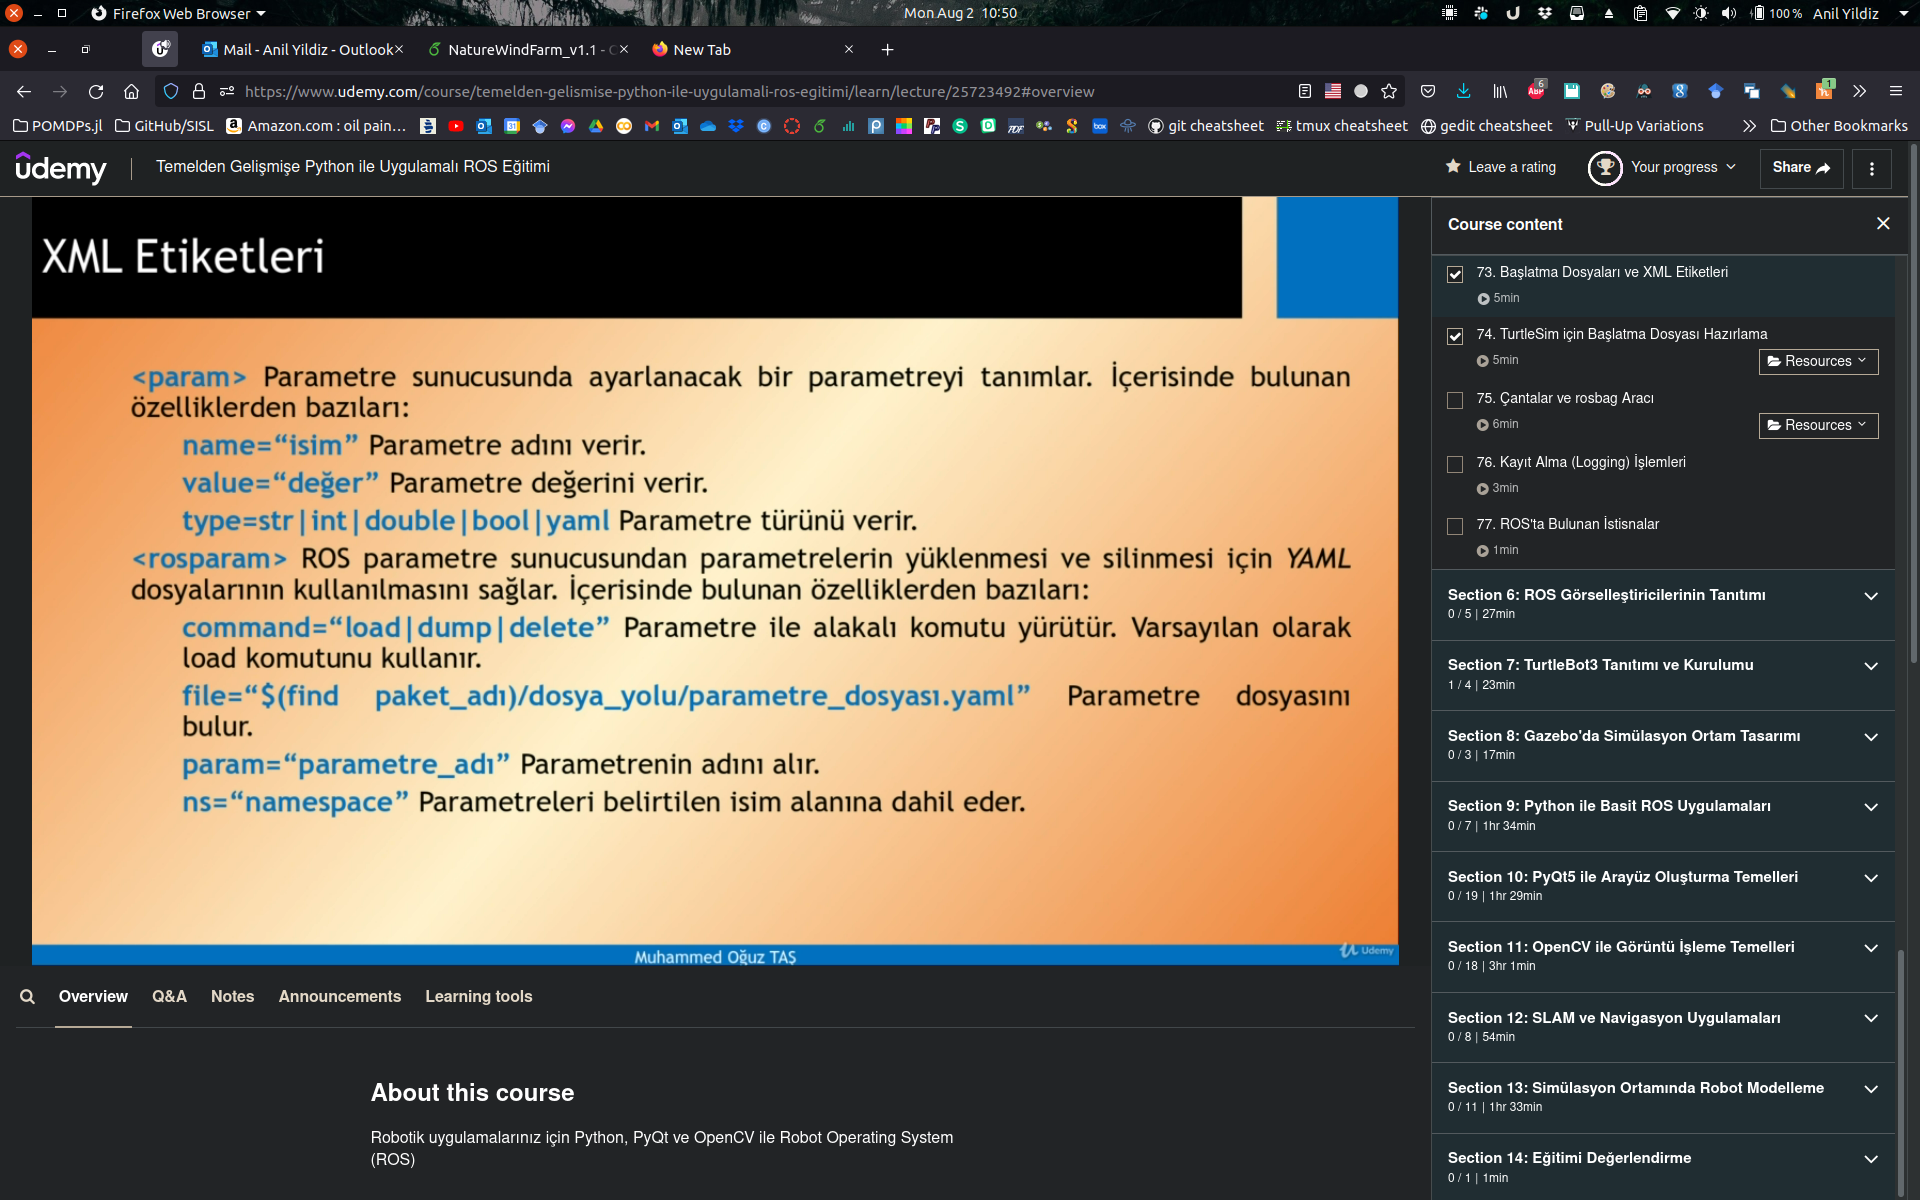 Firefox Web Browser
Mon Aug 2 10:50
100 %
Anil Yildiz
Mail - Anil Yildiz - Outlook
NatureWindFarm_v1.1 -
New Tab
https://www.udemy.com/course/temelden-gelismise-python-ile-uygulamali-ros-egitimi/learn/lecture/25723492#overview
POMDPs.jl
GitHub/SISL
Amazon.com : oil pain...
git cheatsheet
tmux cheatsheet
gedit cheatsheet
Pull-Up Variations
Other Bookmarks
udemy
Temelden Gelişmişe Python ile Uygulamalı ROS Eğitimi
Leave a rating
Your progress
Share
XML Etiketleri
<param> Parametre sunucusunda ayarlanacak bir parametreyi tanımlar. İçerisinde bulunan
özelliklerden bazıları:
name=“isim” Parametre adını verir.
value=“değer” Parametre değerini verir.
type=str|int|double|bool|yaml Parametre türünü verir.
<rosparam> ROS parametre sunucusundan parametrelerin yüklenmesi ve silinmesi için YAML
dosyalarının kullanılmasını sağlar. İçerisinde bulunan özelliklerden bazıları:
command=“load|dump|delete” Parametre ile alakalı komutu yürütür. Varsayılan olarak
load komutunu kullanır.
file=“$(find paket_adı)/dosya_yolu/parametre_dosyası.yaml” Parametre dosyasını
bulur.
param=“parametre_adı” Parametrenin adını alır.
ns=“namespace” Parametreleri belirtilen isim alanına dahil eder.
Muhammed Oğuz TAŞ
Udemy
Course content
73. Başlatma Dosyaları ve XML Etiketleri
5min
74. TurtleSim için Başlatma Dosyası Hazırlama
5min
Resources
75. Çantalar ve rosbag Aracı
6min
Resources
76. Kayıt Alma (Logging) İşlemleri
3min
77. ROS'ta Bulunan İstisnalar
1min
Section 6: ROS Görselleştiricilerinin Tanıtımı
0 / 5 | 27min
Section 7: TurtleBot3 Tanıtımı ve Kurulumu
1 / 4 | 23min
Section 8: Gazebo'da Simülasyon Ortam Tasarımı
0 / 3 | 17min
Section 9: Python ile Basit ROS Uygulamaları
0 / 7 | 1hr 34min
Section 10: PyQt5 ile Arayüz Oluşturma Temelleri
0 / 19 | 1hr 29min
Section 11: OpenCV ile Görüntü İşleme Temelleri
0 / 18 | 3hr 1min
Section 12: SLAM ve Navigasyon Uygulamaları
0 / 8 | 54min
Section 13: Simülasyon Ortamında Robot Modelleme
0 / 11 | 1hr 33min
Section 14: Eğitimi Değerlendirme
0 / 1 | 1min
Overview
Q&A
Notes
Announcements
Learning tools
About this course
Robotik uygulamalarınız için Python, PyQt ve OpenCV ile Robot Operating System
(ROS)